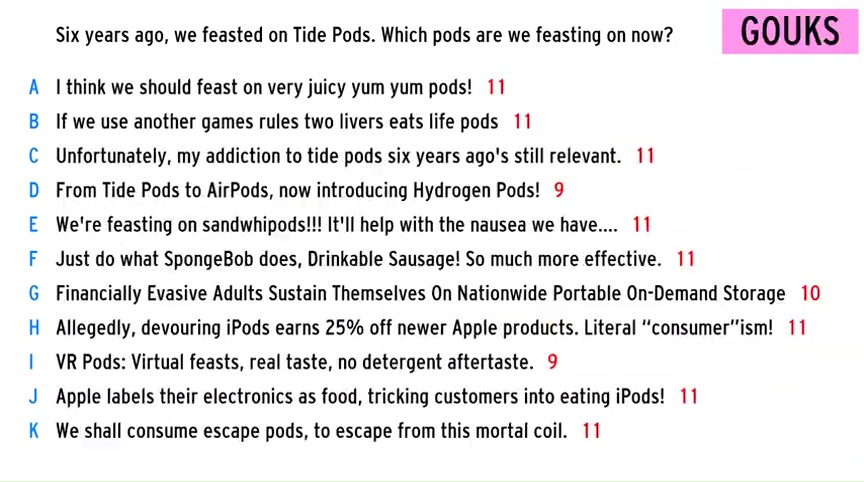 Six years ago, we feasted on Tide Pods. Which pods are we feasting on now?
GOUKS
A I think we should feast on very juicy yum yum pods! 11
B If we use another games rules two livers eats life pods 11
C Unfortunately, my addiction to tide pods six years ago's still relevant. 11
D From Tide Pods to AirPods, now introducing Hydrogen Pods! 9
E We're feasting on sandwhipods!!! It'll help with the nausea we have.... 11
F Just do what SpongeBob does, Drinkable Sausage! So much more effective. 11
G Financially Evasive Adults Sustain Themselves On Nationwide Portable On-Demand Storage 10
H Allegedly, devouring iPods earns 25% off newer Apple products. Literal “consumer”ism! 11
I VR Pods: Virtual feasts, real taste, no detergent aftertaste. 9
J Apple labels their electronics as food, tricking customers into eating iPods! 11
K We shall consume escape pods, to escape from this mortal coil. 11